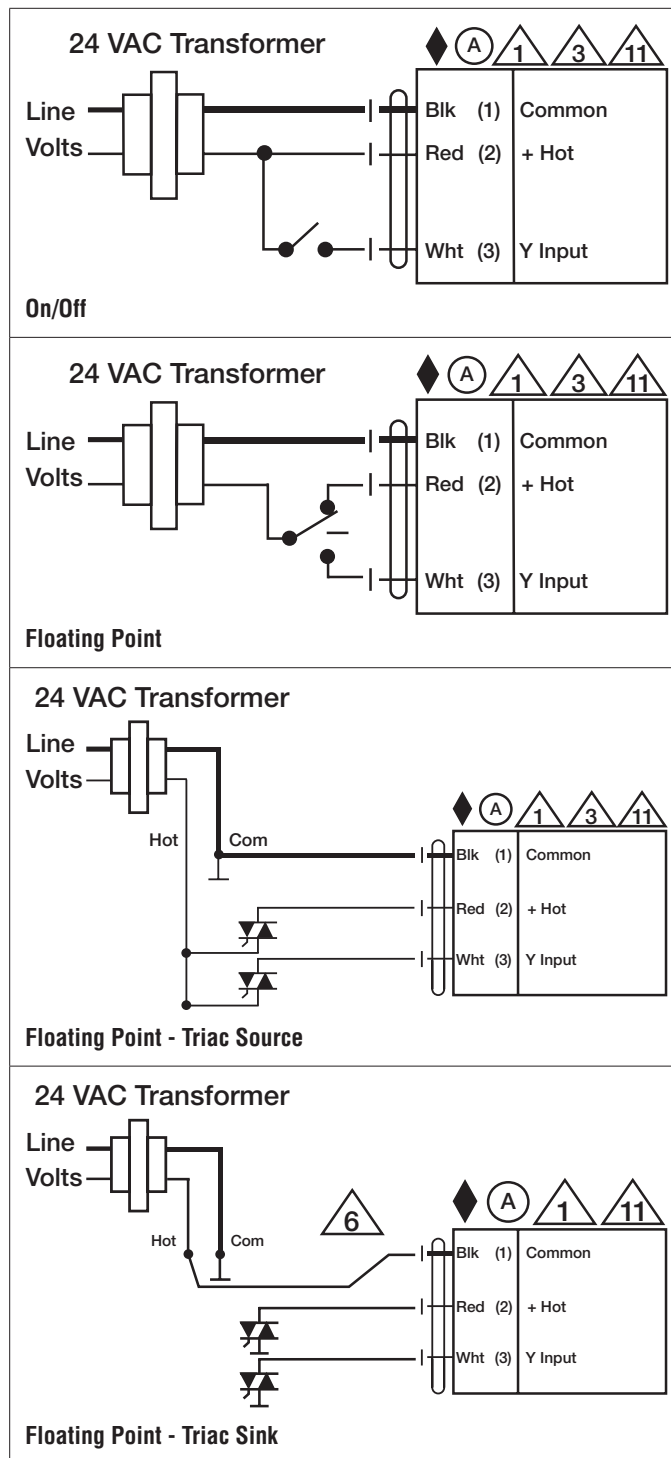 24 VAC Transformer
A 1 3 11
Line
Volts
Blk (1) Common
Red (2) + Hot
Wht (3) Y Input
On/Off
24 VAC Transformer
A 1 3 11
Line
Volts
Blk (1) Common
Red (2) + Hot
Wht (3) Y Input
Floating Point
24 VAC Transformer
Line
Volts
A 1 3 11
Hot Com
Blk (1) Common
Red (2) + Hot
Wht (3) Y Input
Floating Point - Triac Source
24 VAC Transformer
Line
Volts
6 A 1 11
Hot Com
Blk (1) Common
Red (2) + Hot
Wht (3) Y Input
Floating Point - Triac Sink